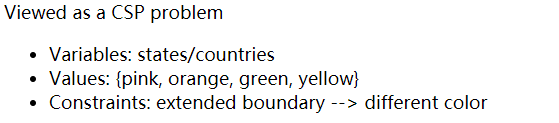 Viewed as a CSP problem
• Variables: states/countries
• Values: {pink, orange, green, yellow}
• Constraints: extended boundary --> different color